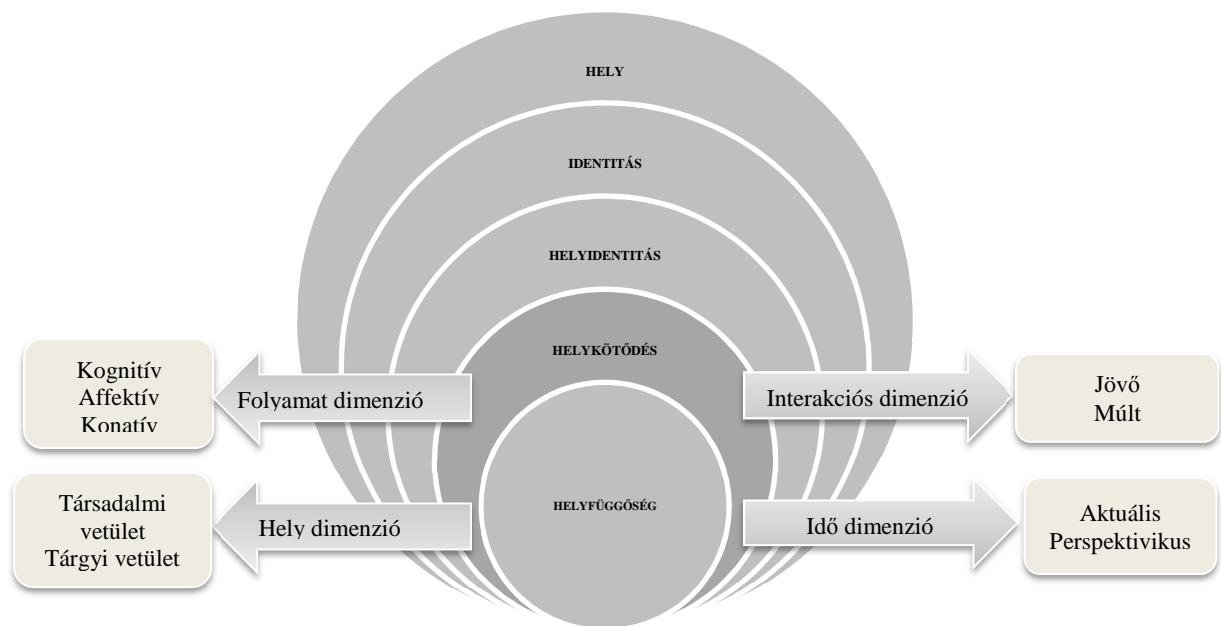 HELY
IDENTITÁS
HELYIDENTITÁS
HELYKÖTŐDÉS
HELYFÜGGŐSÉG
Kognitív
Affektív
Konatív
Folyamat dimenzió
Interakciós dimenzió
Jövő
Múlt
Társadalmi
vetület
Tárgyi vetület
Hely dimenzió
Idő dimenzió
Aktuális
Perspektivikus